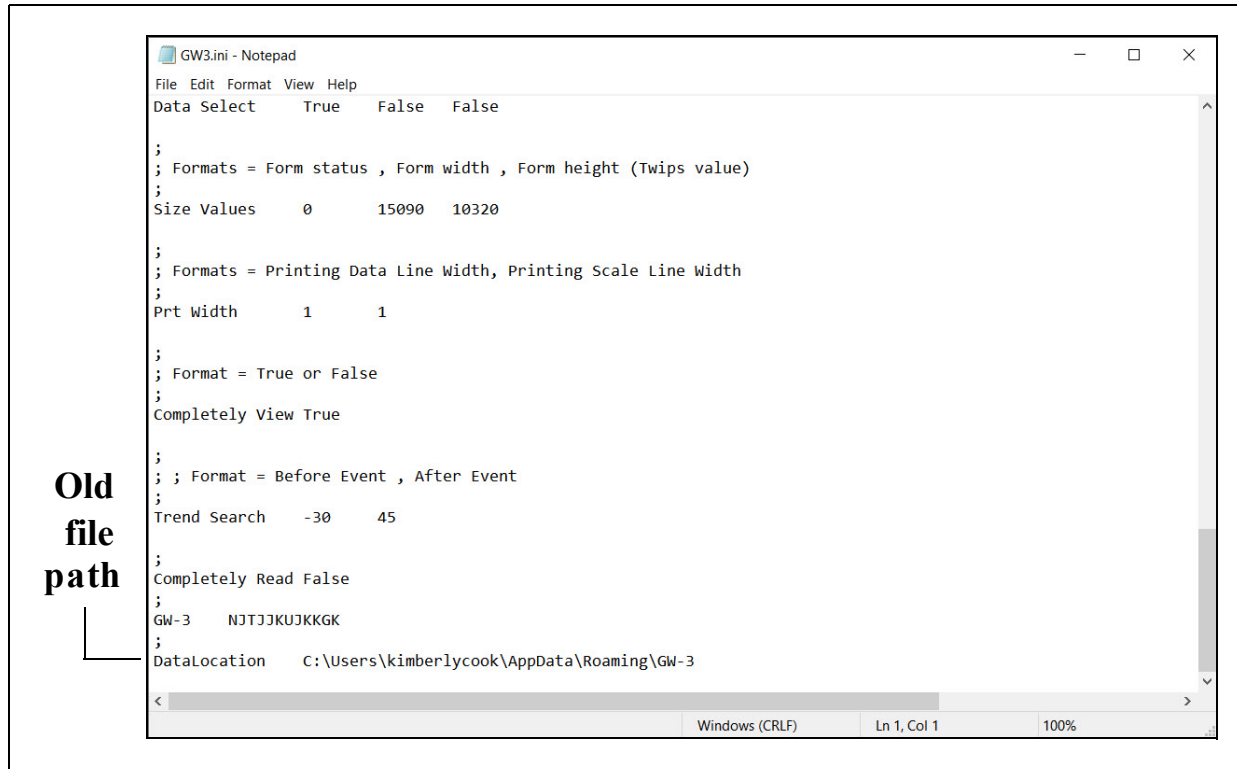 GW3.ini - Notepad
File Edit Format View Help
Data Select True False False
;
; Formats = Form status , Form width , Form height (Twips value)
;
Size Values 0 15090 10320
;
; Formats = Printing Data Line Width, Printing Scale Line Width
;
Prt Width 1 1
;
; Format = True or False
;
Completely View True
;
; ; Format = Before Event , After Event
;
Trend Search -30 45
;
Completely Read False
;
GW-3 NJTJJKUJKKGK
;
DataLocation C:\Users\kimberlycook\AppData\Roaming\GW-3
Windows (CRLF) Ln 1, Col 1 100%
Old
file
path